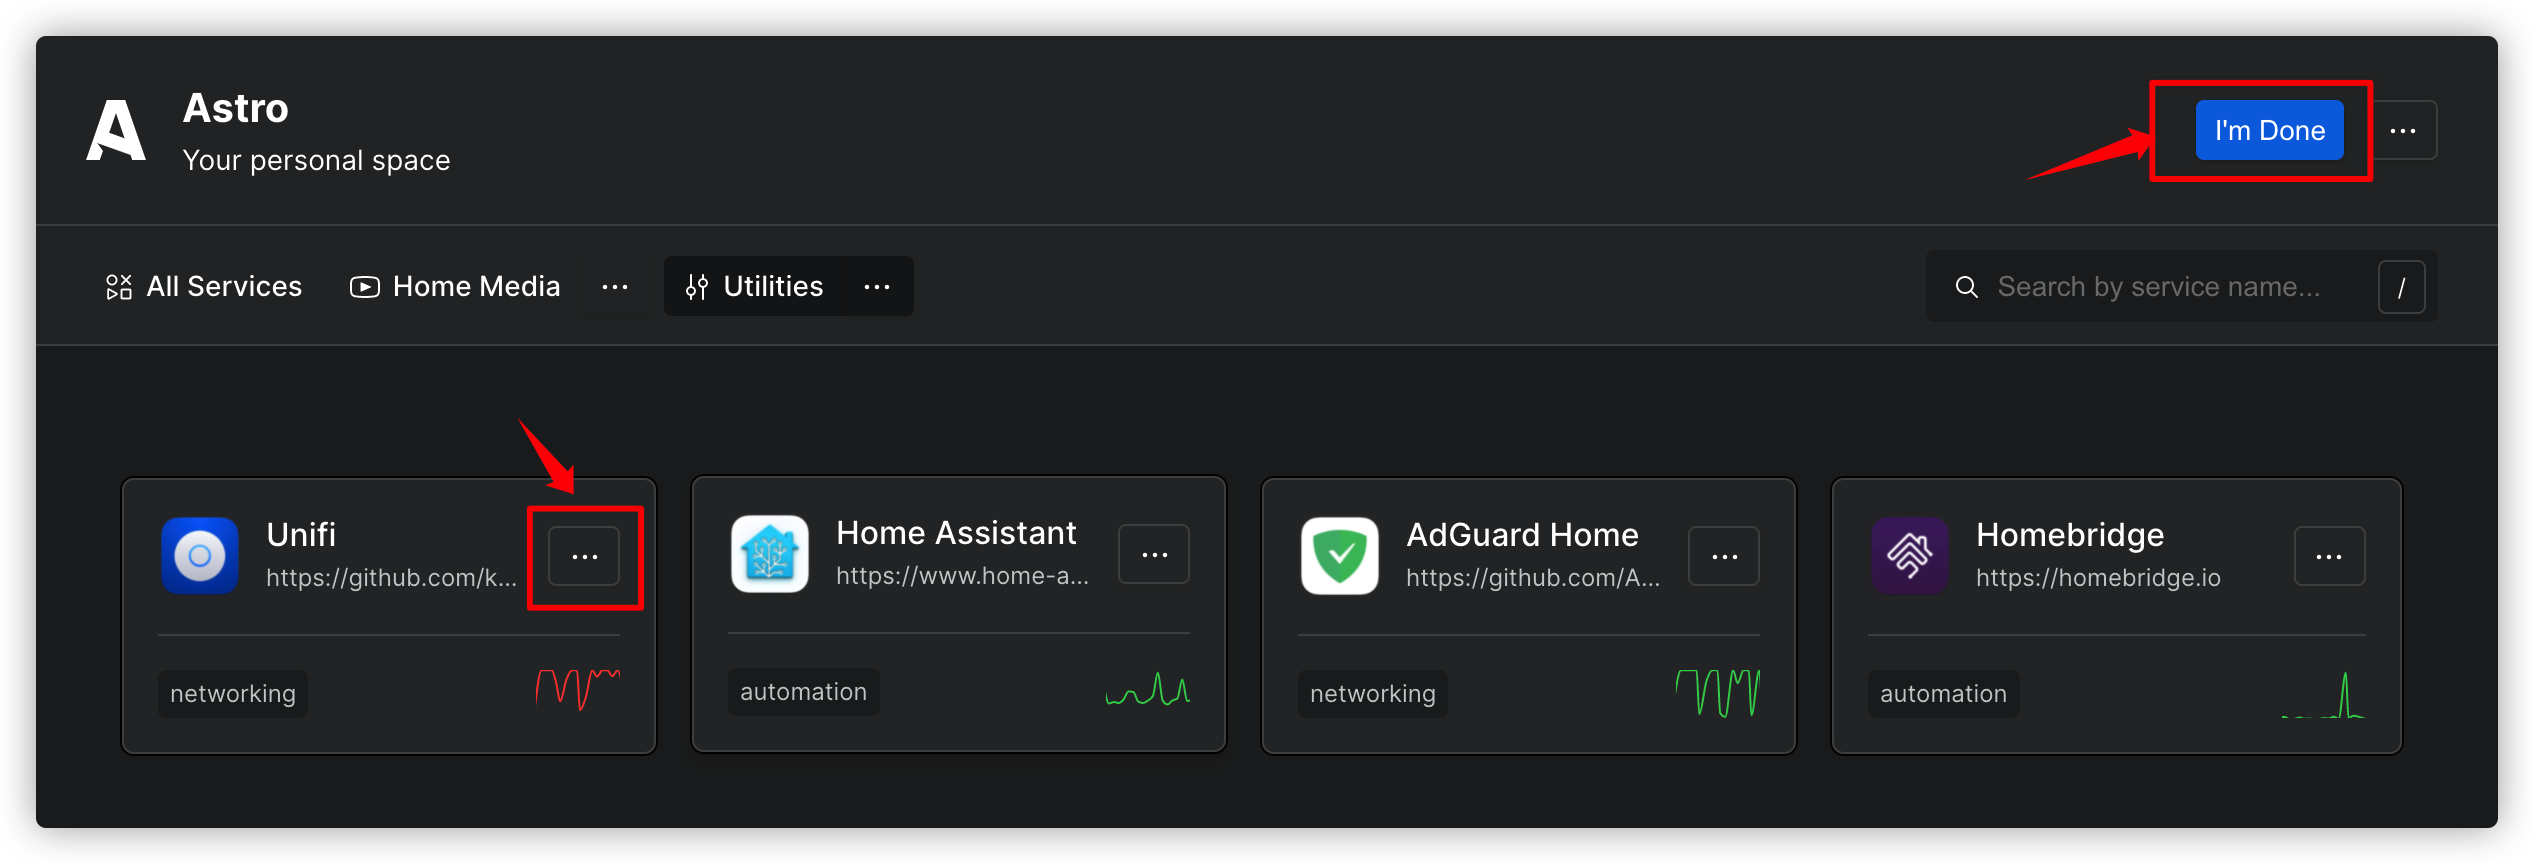 Astro
Your personal space
I'm Done
...
All Services
Home Media
...
Utilities
...
Search by service name...
/
Unifi
https://github.com/k...
...
networking
Home Assistant
https://www.home-a...
...
automation
AdGuard Home
https://github.com/A...
...
networking
Homebridge
https://homebridge.io
...
automation